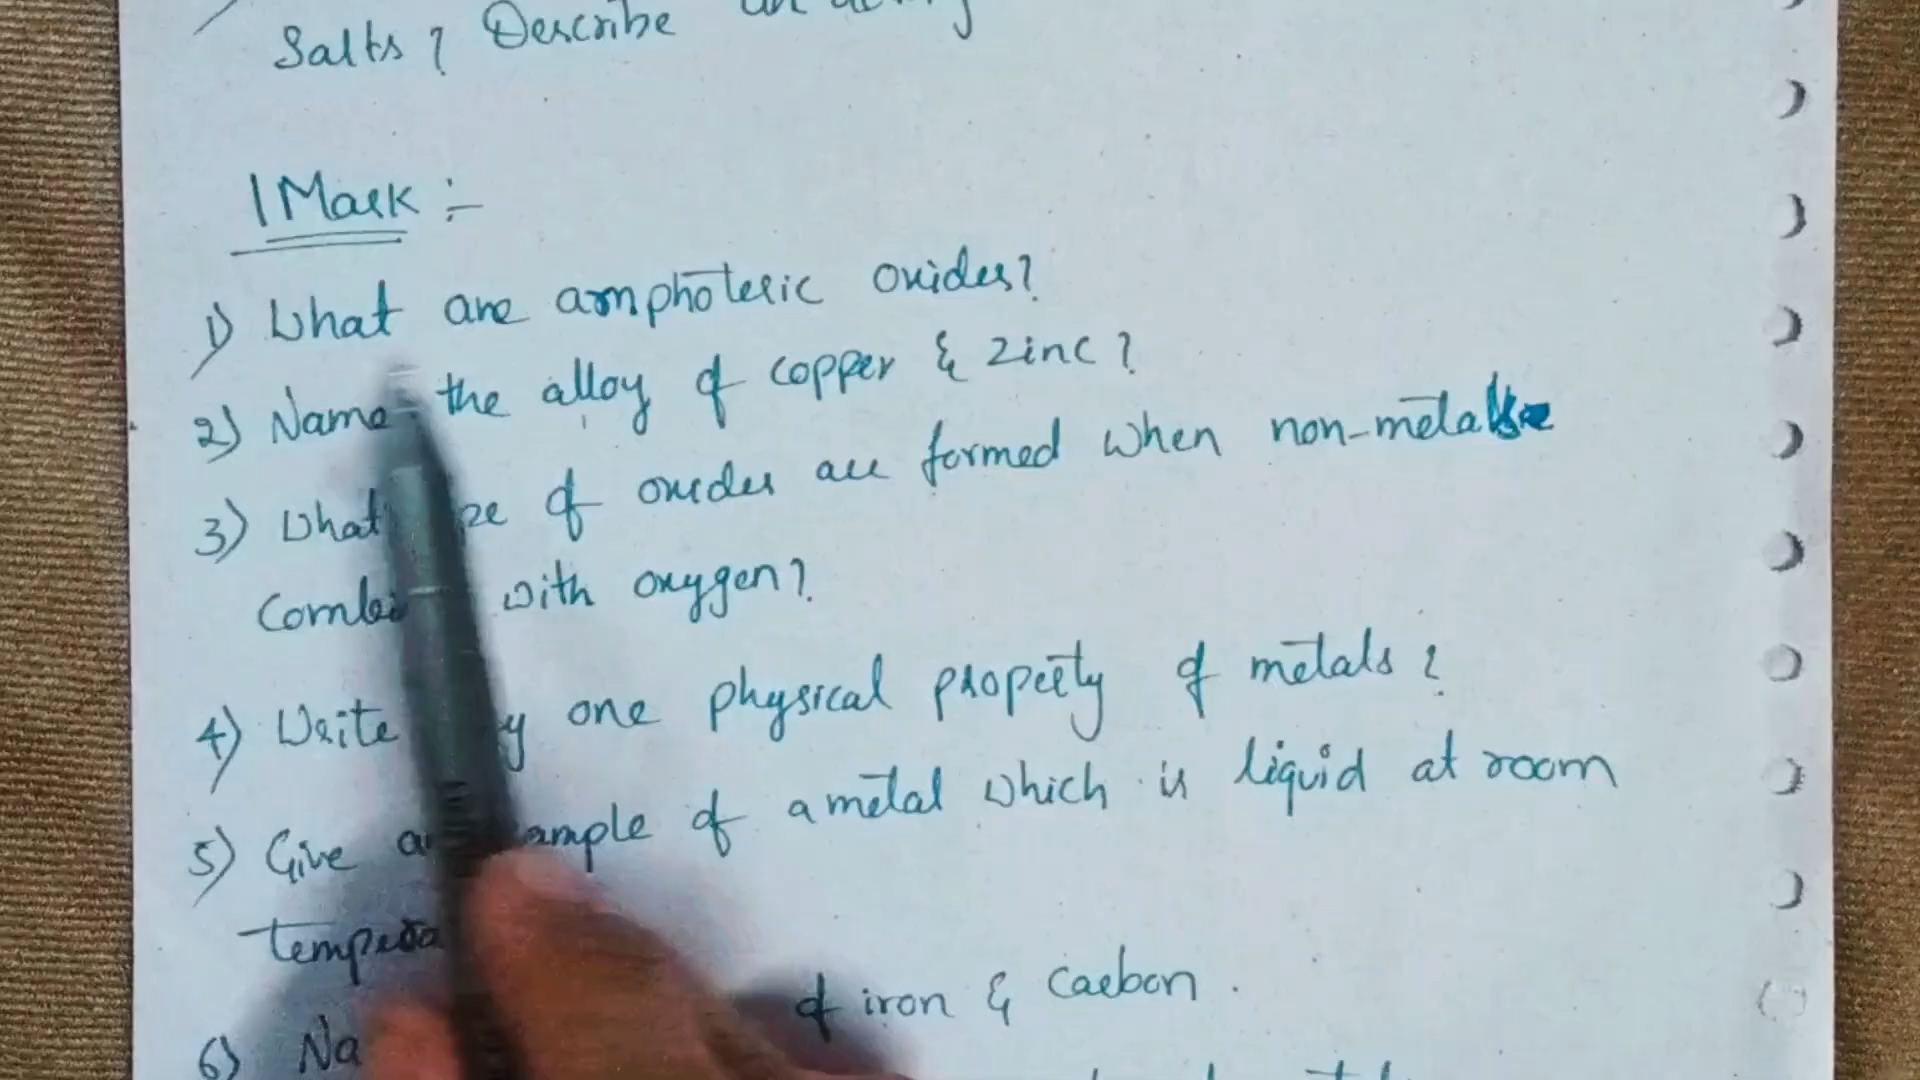 Salts? Describe an
1 Mark :-
1) What are amphoteric oxides?
2) Name the alloy of copper & zinc?
3) What of oxides are formed when non-metals
with oxygen?
4) Write one physical property of metals?
5) Give of a metal which is liquid at room
6) of iron & carbon.